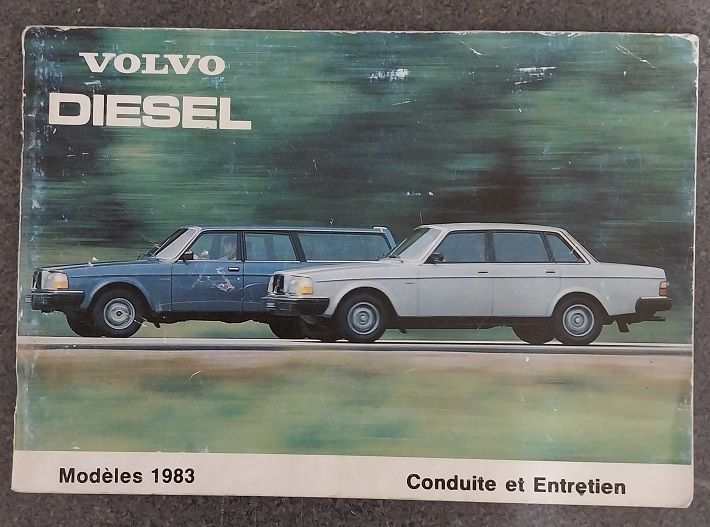 VOLVO
DIESEL
Modèles 1983
Conduite et Entretien